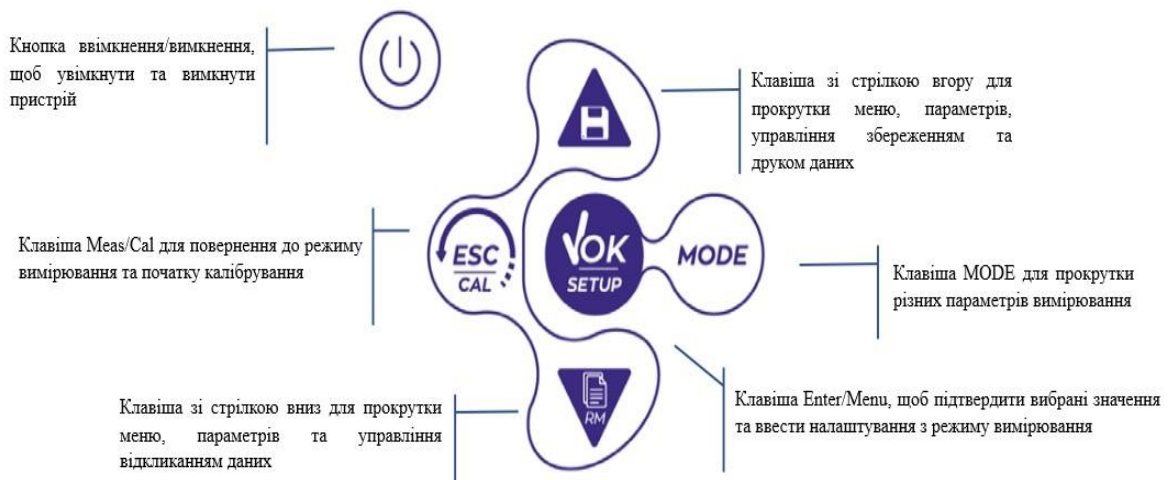 Кнопка ввімкнення/вимкнення,
щоб увімкнути та вимкнути
пристрій
Клавіша зі стрілкою вгору для
прокрутки меню, параметрів,
управління збереженням та
друком даних
Клавіша Meas/Cal для повернення до режиму
вимірювання та початку калібрування
ESC
CAL
OK
SETUP
MODE
Клавіша MODE для прокрутки
різних параметрів вимірювання
Клавіша зі стрілкою вниз для прокрутки
меню, параметрів та управління
відкликанням даних
RM
Клавіша Enter/Menu, щоб підтвердити вибрані значення
та ввести налаштування з режиму вимірювання